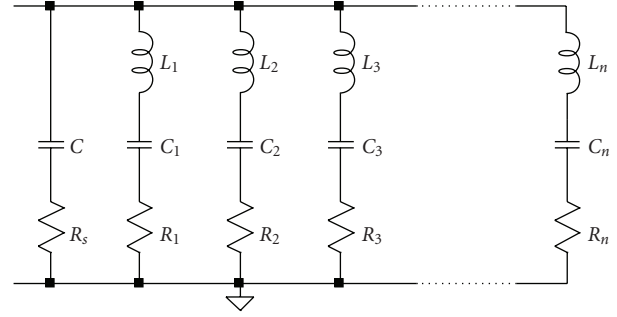 L₁ L₂ L₃ Lₙ
C C₁ C₂ C₃ Cₙ
Rₛ R₁ R₂ R₃ Rₙ